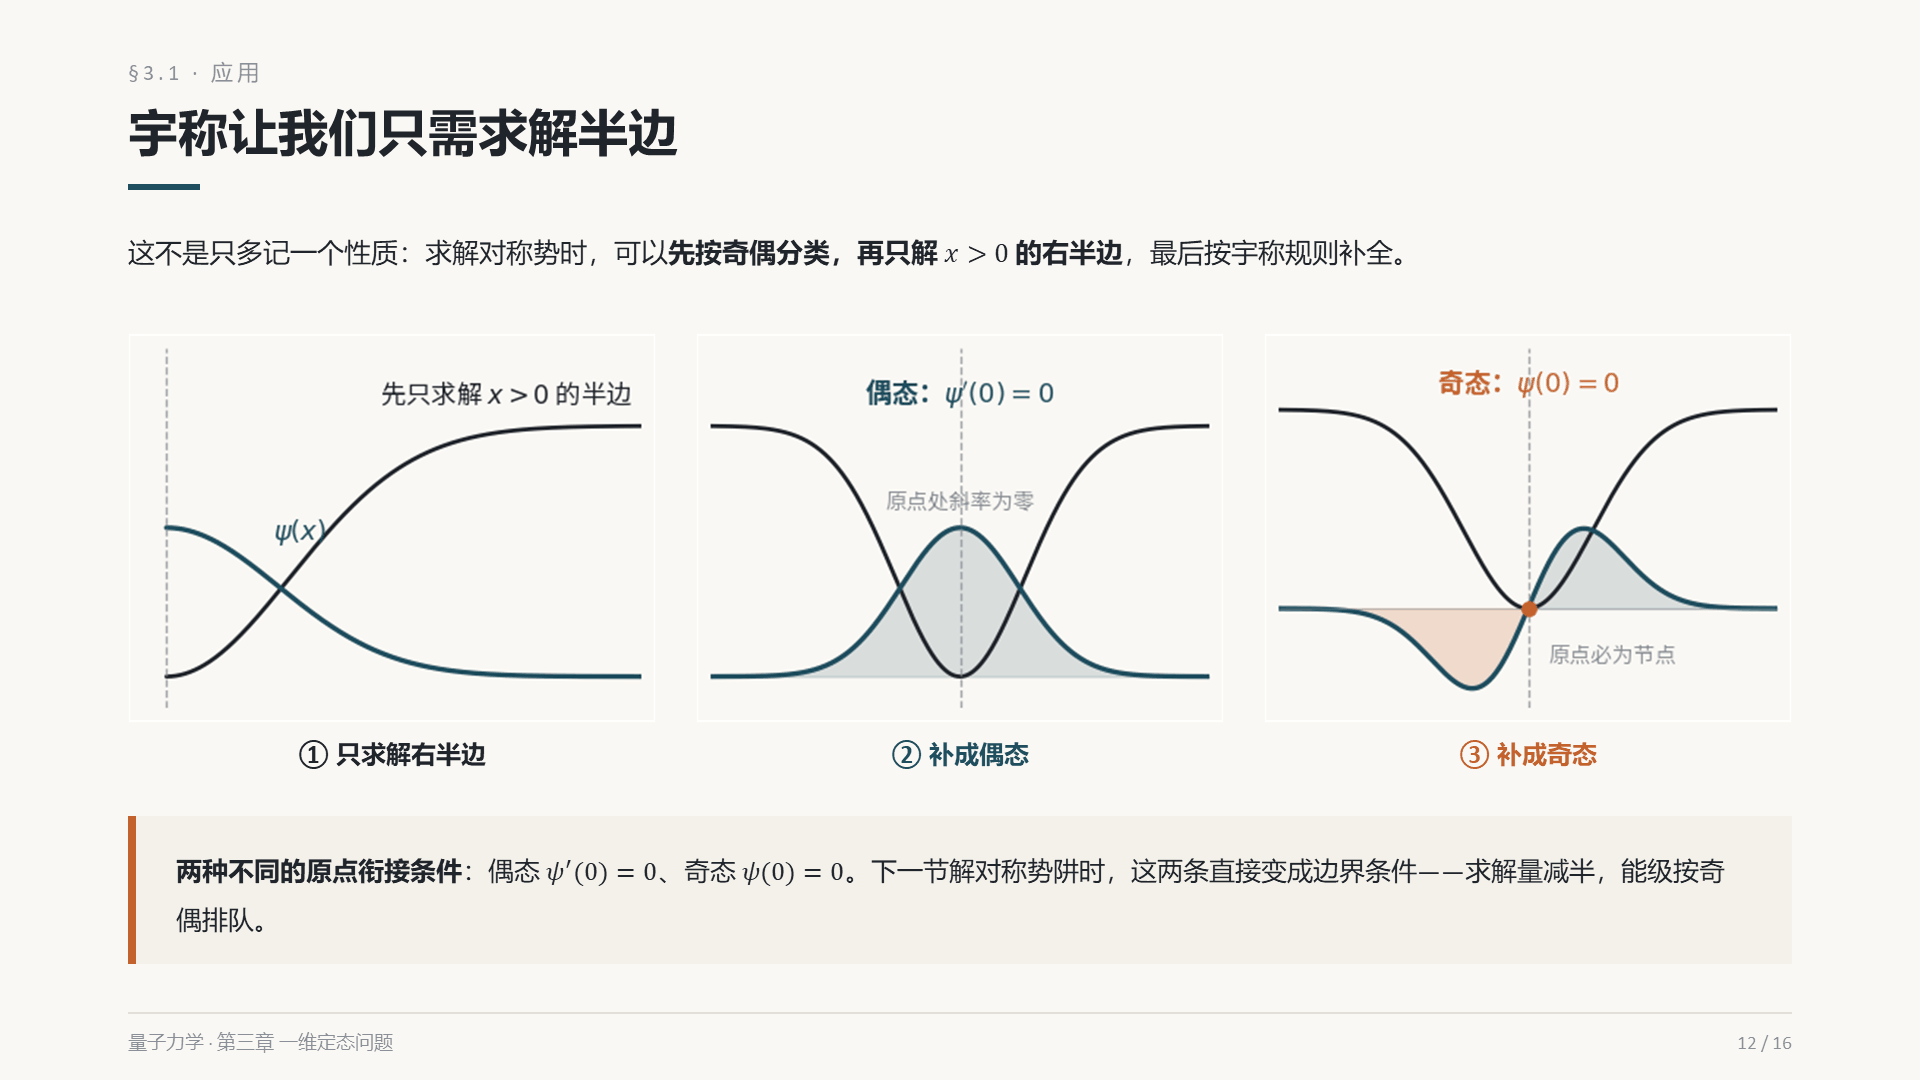 §3.1 · 应用
宇称让我们只需求解半边
这不是只多记一个性质：求解对称势时，可以先按奇偶分类，再只解 x > 0 的右半边，最后按宇称规则补全。
先只求解 x > 0 的半边
ψ(x)
① 只求解右半边
偶态：ψ′(0) = 0
原点处斜率为零
② 补成偶态
奇态：ψ(0) = 0
原点必为节点
③ 补成奇态
两种不同的原点衔接条件：偶态 ψ′(0) = 0、奇态 ψ(0) = 0。下一节解对称势阱时，这两条直接变成边界条件——求解量减半，能级按奇
偶排队。
量子力学 · 第三章 一维定态问题
12 / 16